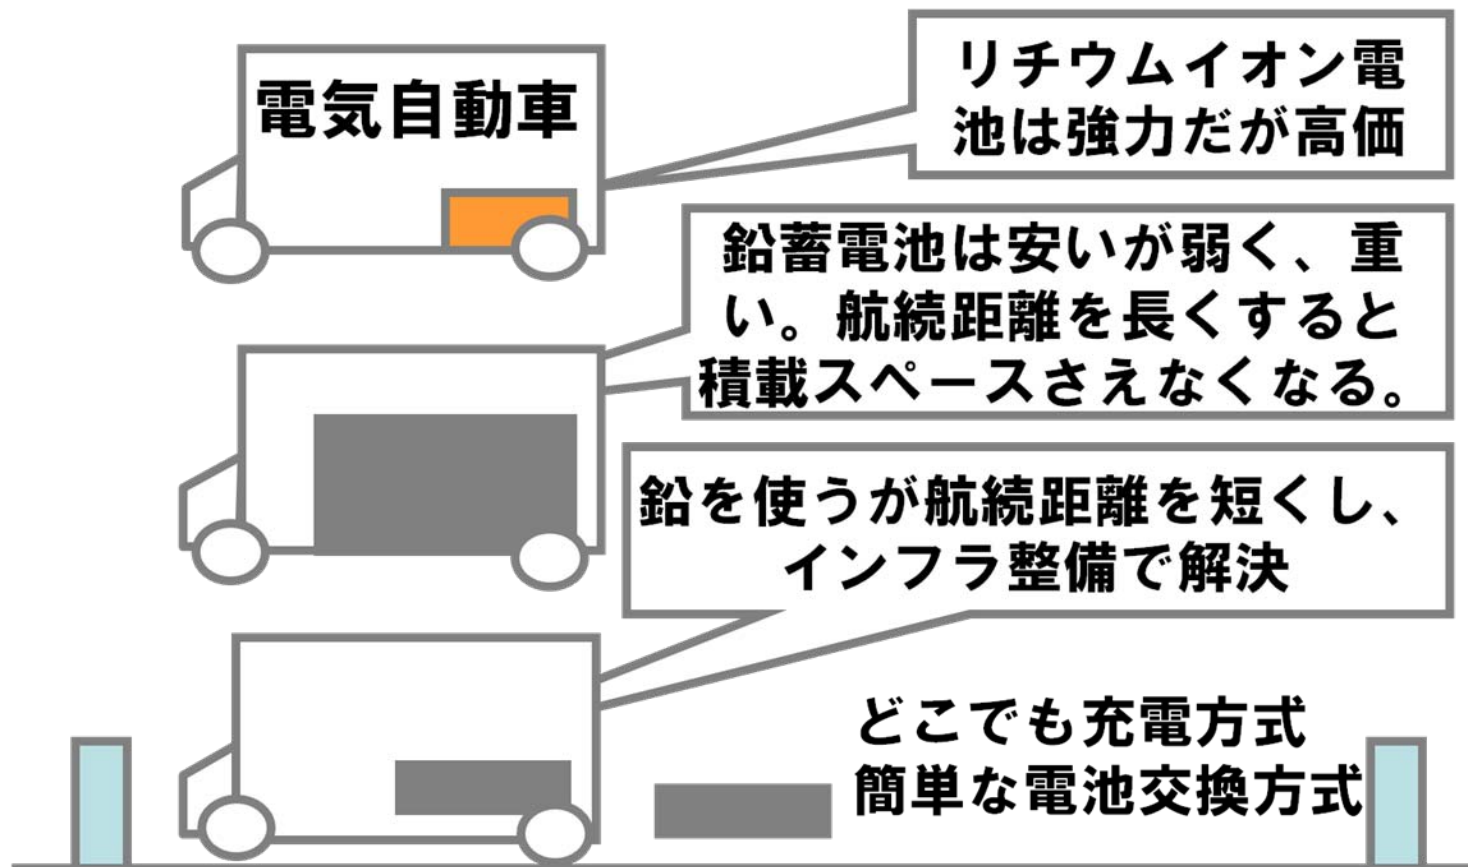 電気自動車
リチウムイオン電
池は強力だが高価
鉛蓄電池は安いが弱く、重
い。航続距離を長くすると
積載スペースさえなくなる。
鉛を使うが航続距離を短くし、
インフラ整備で解決
どこでも充電方式
簡単な電池交換方式